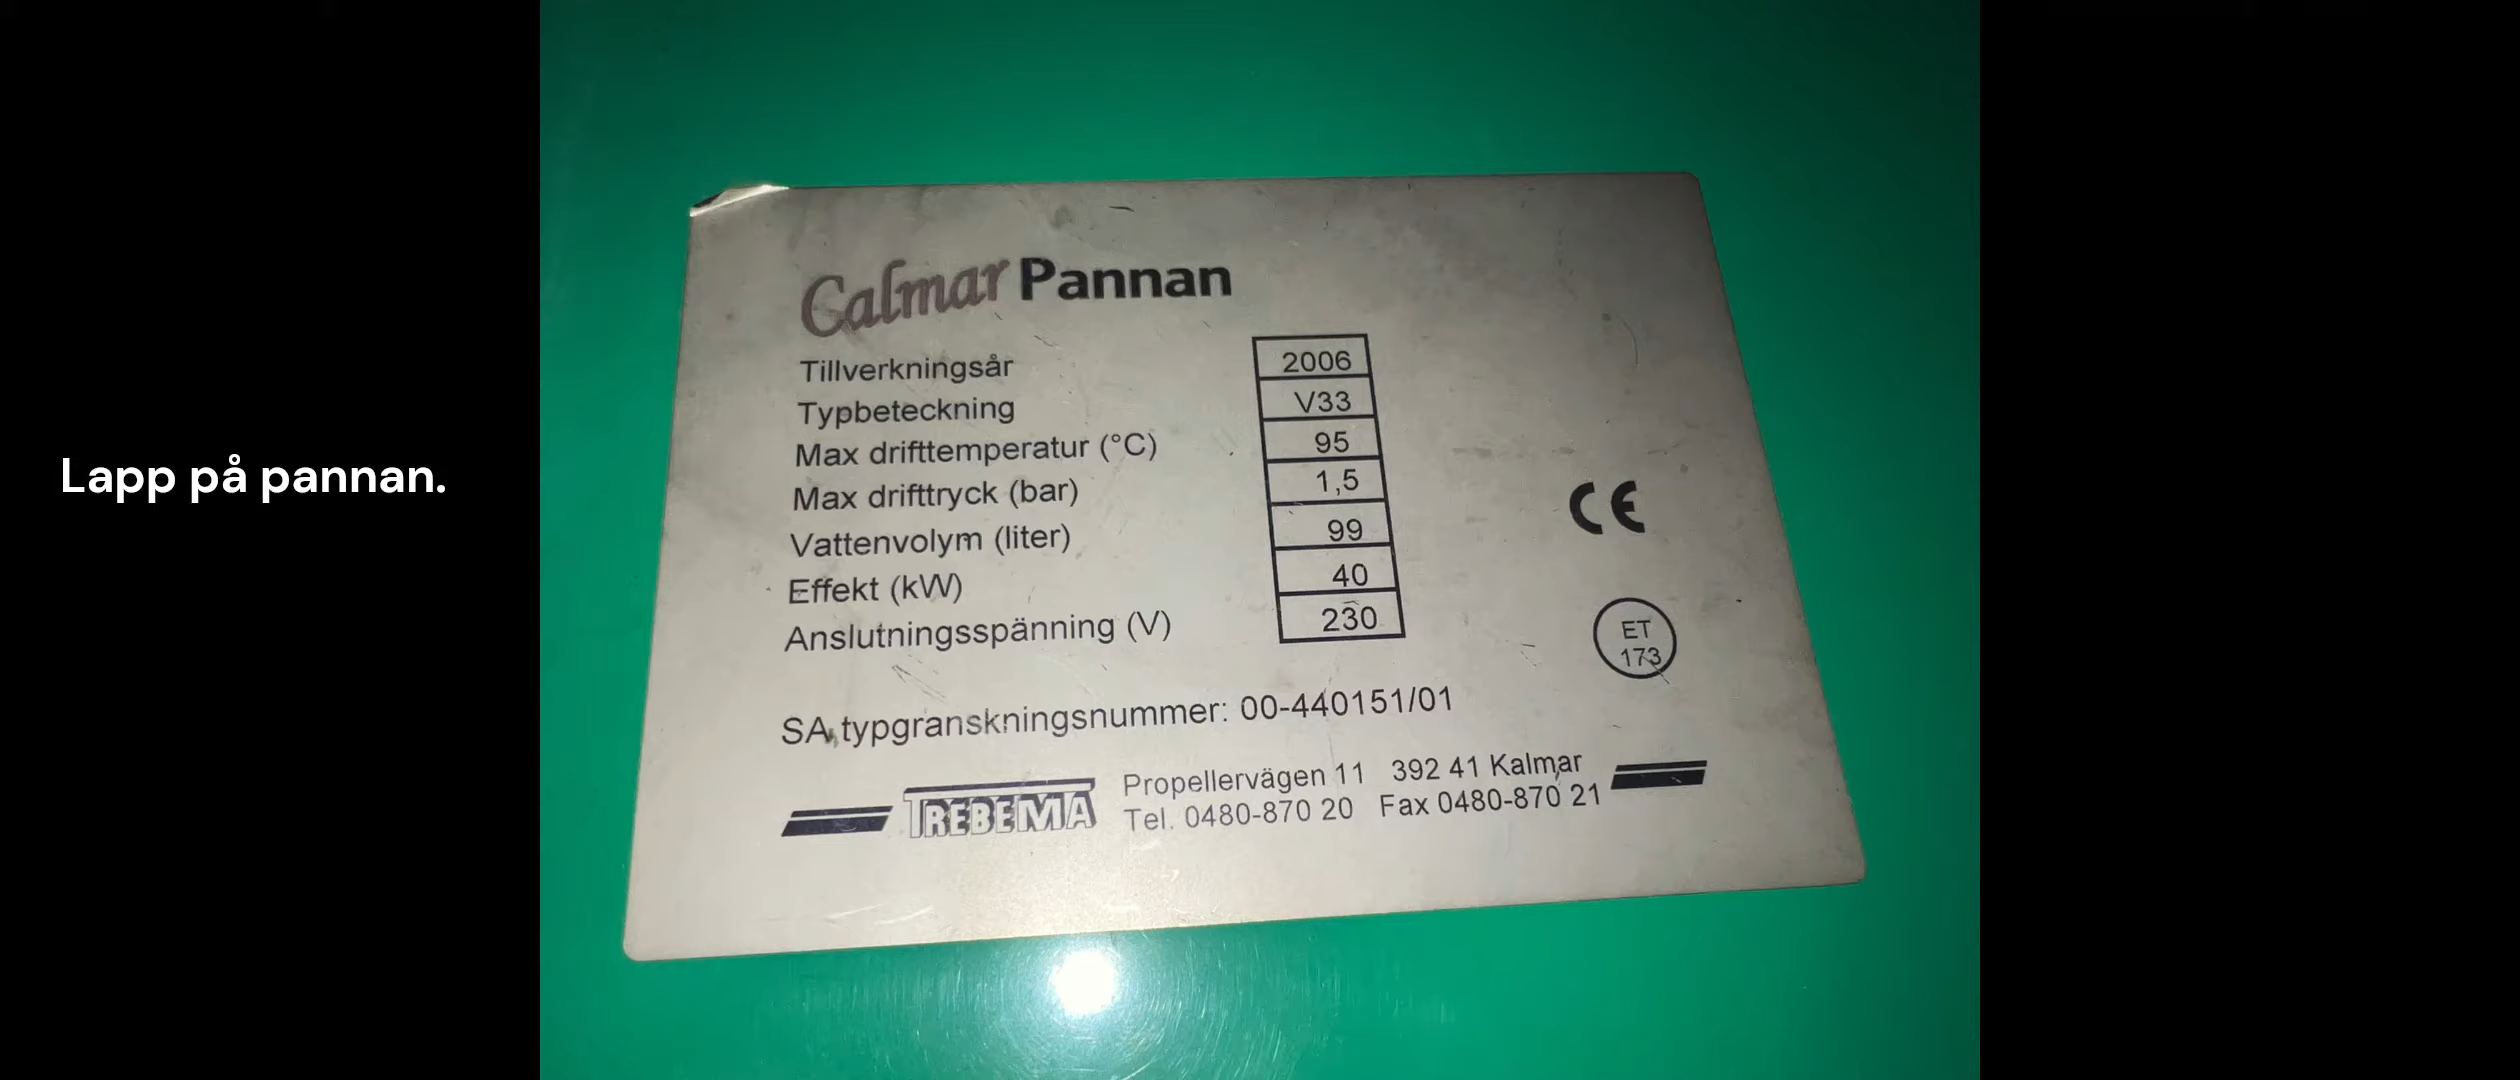 Lapp på pannan.
Calmar Pannan
Tillverkningsår 2006
Typbeteckning V33
Max drifttemperatur (°C) 95
Max drifttryck (bar) 1,5
Vattenvolym (liter) 99
Effekt (kW) 40
Anslutningsspänning (V) 230
CE
ET
173
SA typgranskningsnummer: 00-440151/01
TREBEMA
Propellervägen 11 392 41 Kalmar
Tel. 0480-870 20 Fax 0480-870 21